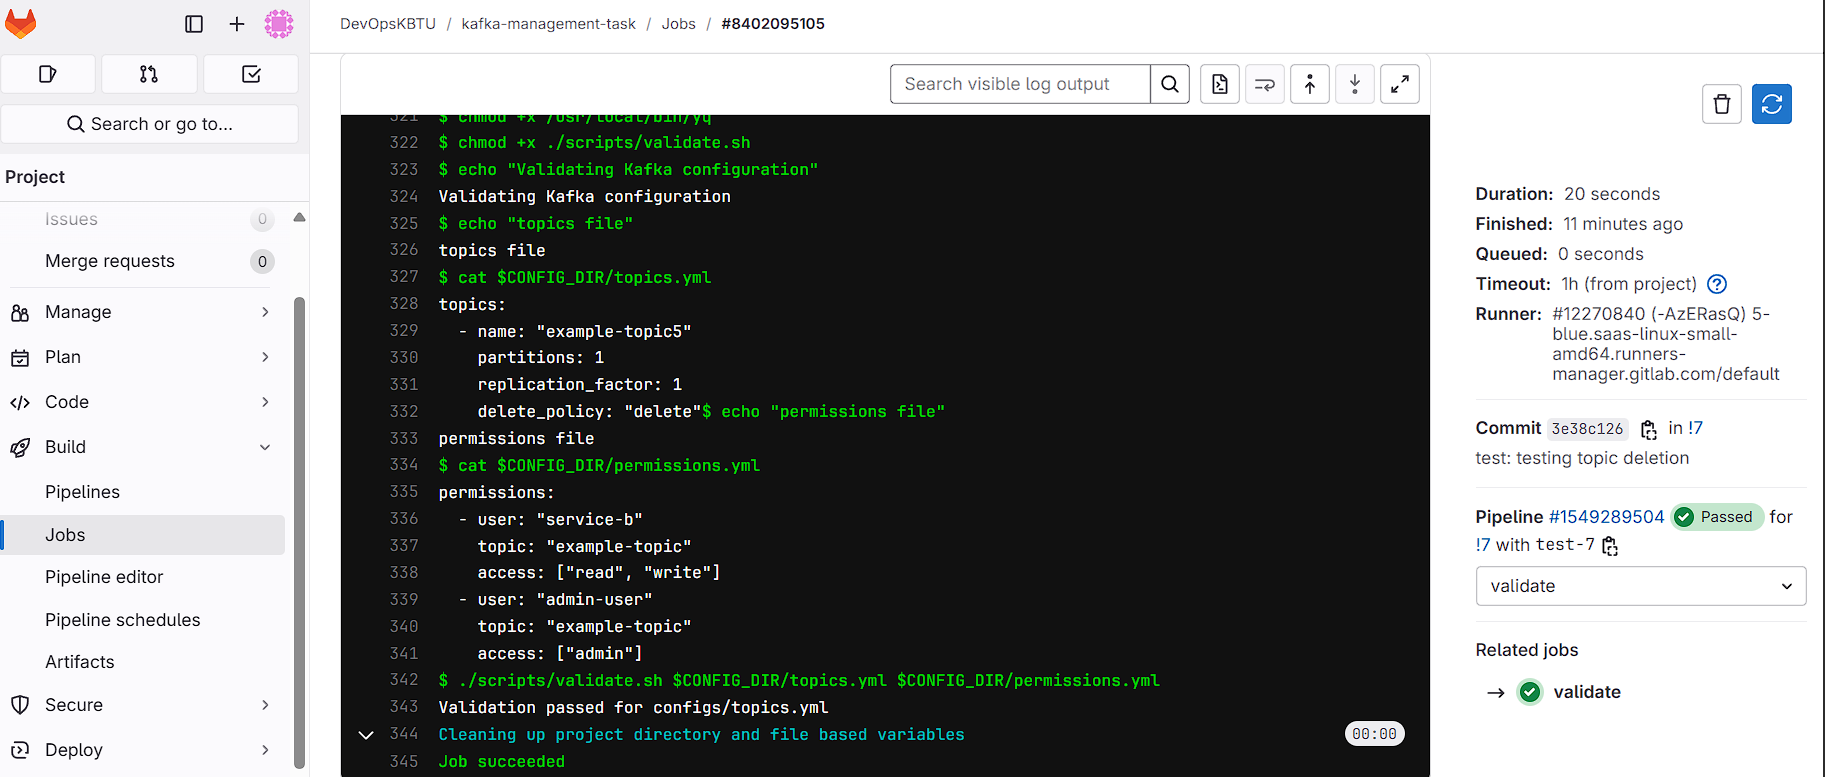 DevOpsKBTU / kafka-management-task / Jobs / #8402095105
Search or go to...
Project
Issues 0
Merge requests 0
Manage
Plan
Code
Build
Pipelines
Jobs
Pipeline editor
Pipeline schedules
Artifacts
Secure
Deploy
Search visible log output
321 $ chmod +x /usr/local/bin/yq
322 $ chmod +x ./scripts/validate.sh
323 $ echo "Validating Kafka configuration"
324 Validating Kafka configuration
325 $ echo "topics file"
326 topics file
327 $ cat $CONFIG_DIR/topics.yml
328 topics:
329 - name: "example-topic5"
330 partitions: 1
331 replication_factor: 1
332 delete_policy: "delete"$ echo "permissions file"
333 permissions file
334 $ cat $CONFIG_DIR/permissions.yml
335 permissions:
336 - user: "service-b"
337 topic: "example-topic"
338 access: ["read", "write"]
339 - user: "admin-user"
340 topic: "example-topic"
341 access: ["admin"]
342 $ ./scripts/validate.sh $CONFIG_DIR/topics.yml $CONFIG_DIR/permissions.yml
343 Validation passed for configs/topics.yml
344 Cleaning up project directory and file based variables 00:00
345 Job succeeded
Duration: 20 seconds
Finished: 11 minutes ago
Queued: 0 seconds
Timeout: 1h (from project)
Runner: #12270840 (-AzERasQ) 5-
blue.saas-linux-small-
amd64.runners-
manager.gitlab.com/default
Commit 3e38c126 in !7
test: testing topic deletion
Pipeline #1549289504 Passed for
!7 with test-7
validate
Related jobs
→ validate